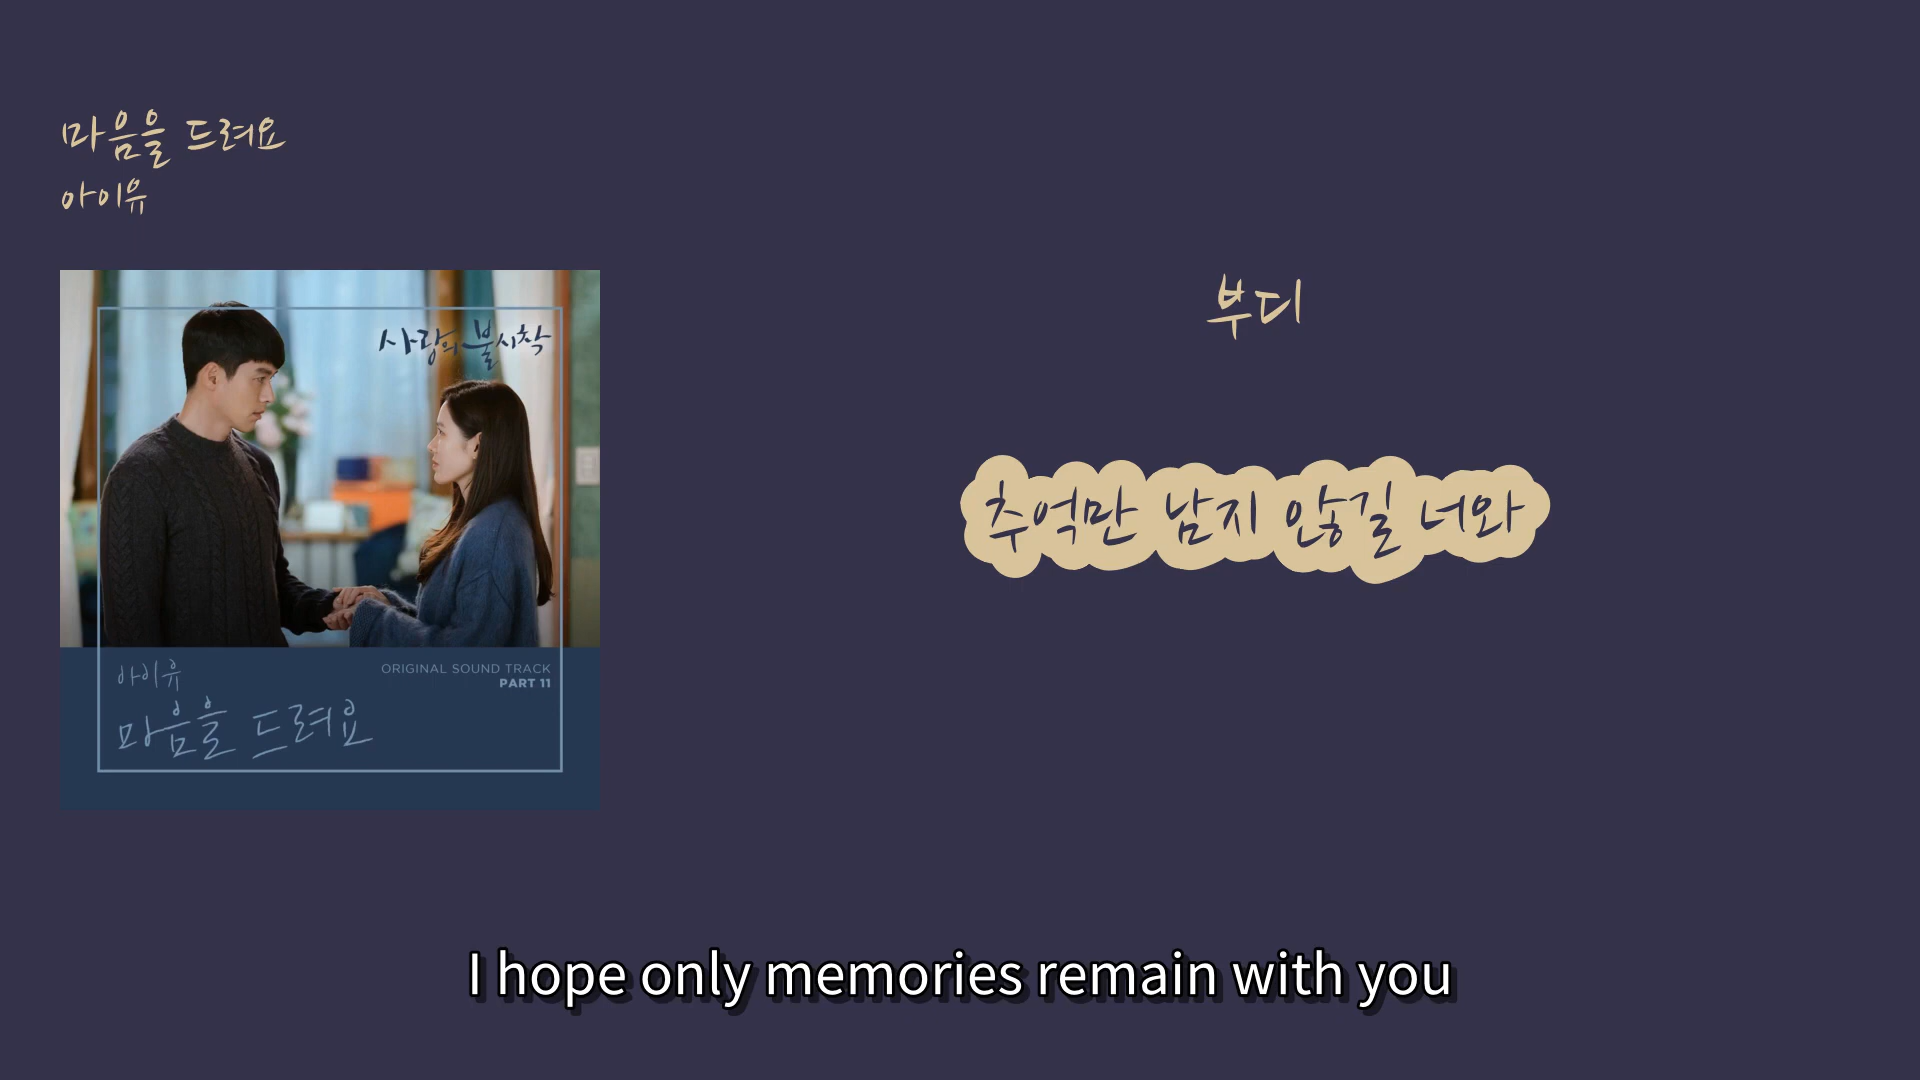 마음을 드려요
아이유
사랑의 불시착
아이유
ORIGINAL SOUND TRACK
PART 11
마음을 드려요
부디
추억만 남지 않길 너와
I hope only memories remain with you